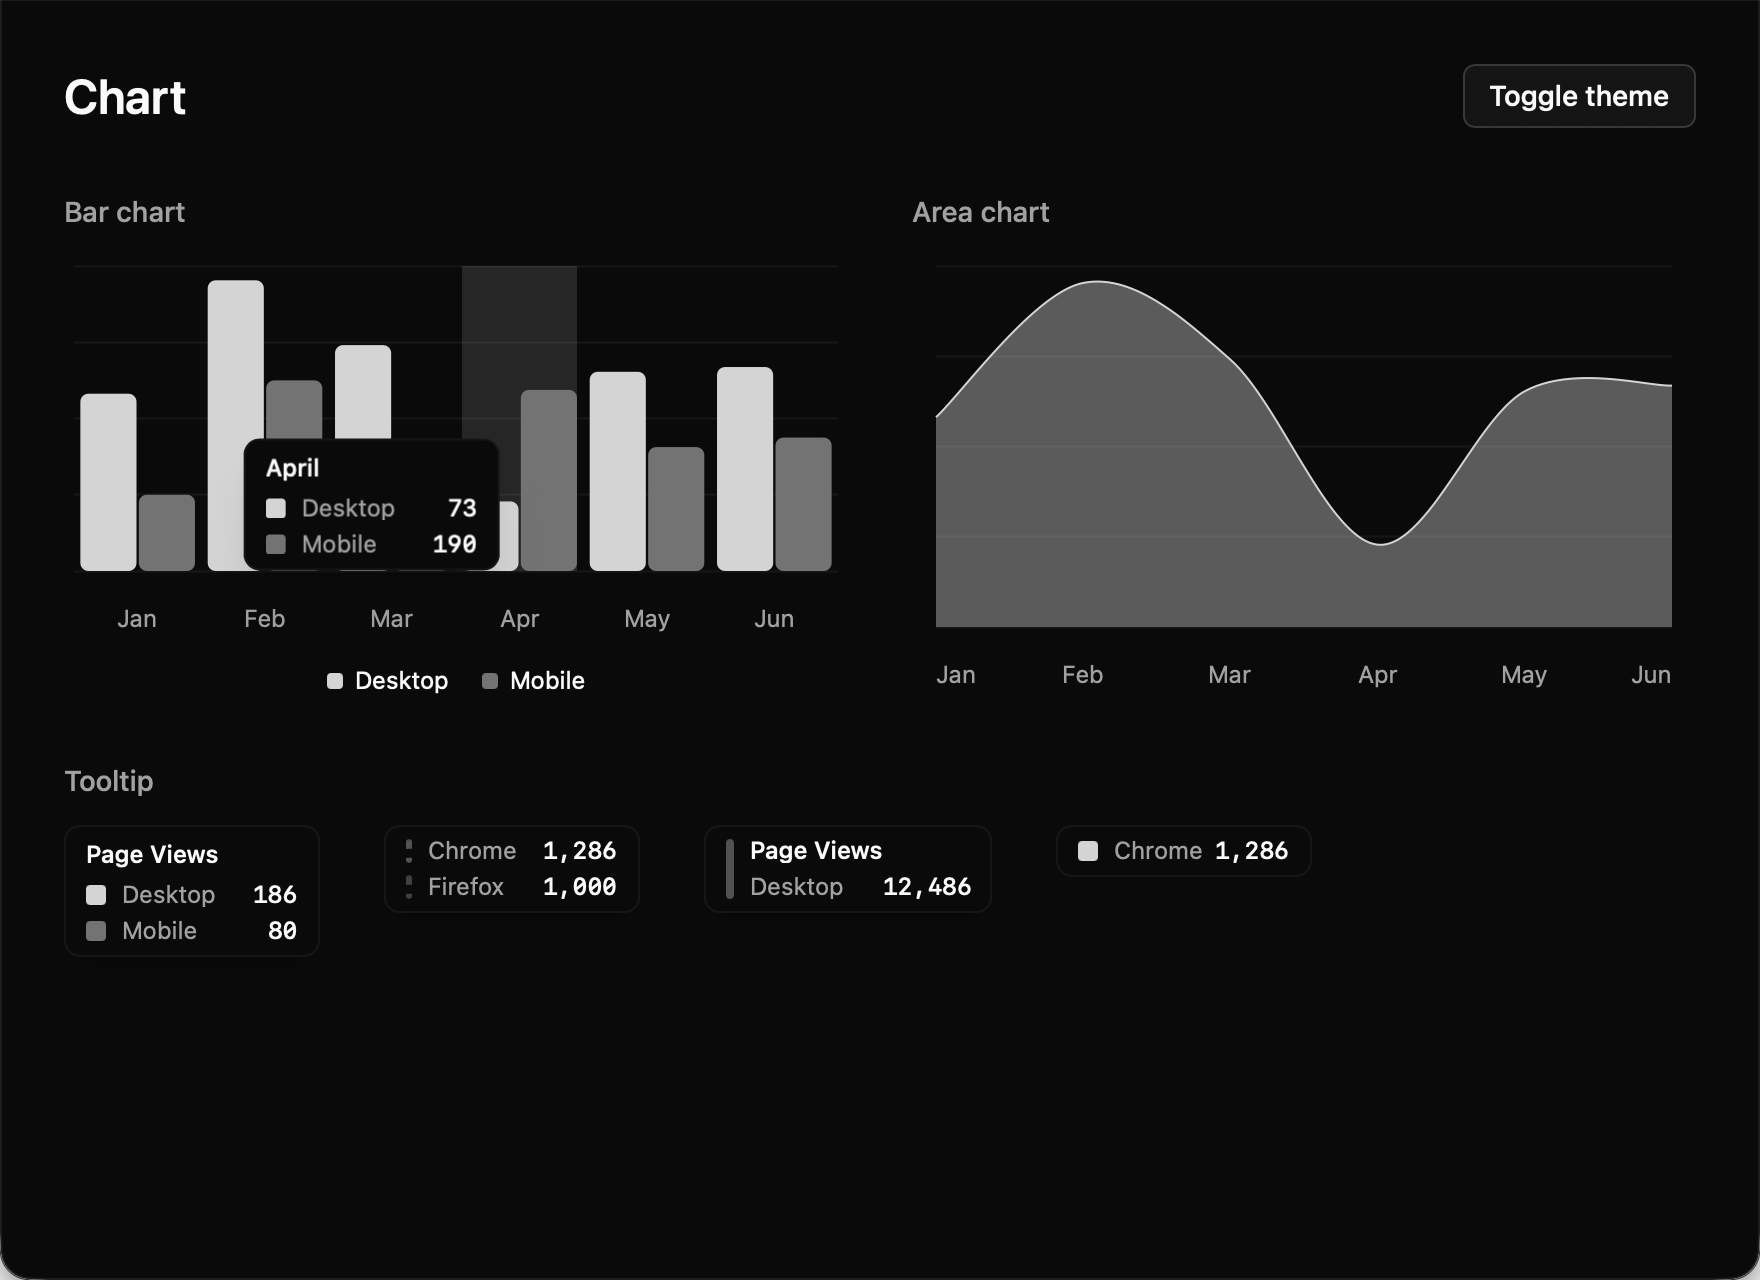 Chart
Toggle theme
Bar chart
April
Desktop 73
Mobile 190
Jan Feb Mar Apr May Jun
Desktop Mobile
Area chart
Jan Feb Mar Apr May Jun
Tooltip
Page Views
Desktop 186
Mobile 80
Chrome 1,286
Firefox 1,000
Page Views
Desktop 12,486
Chrome 1,286